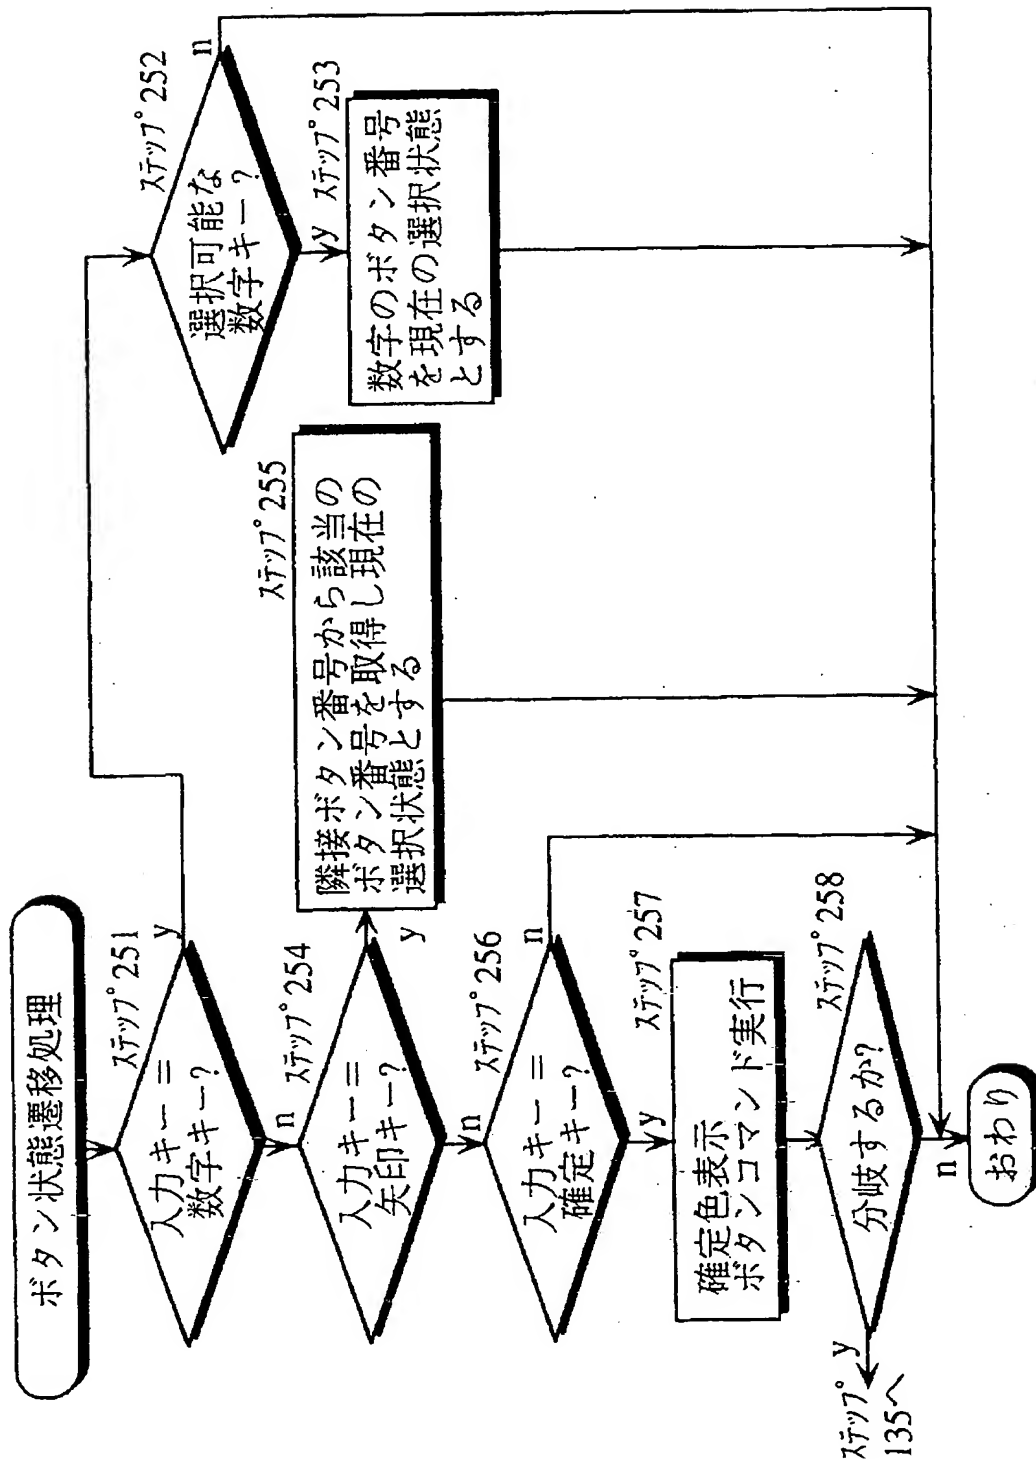 ボタン状態遷移処理
ステップ251
入力キー＝
数字キー？
y
n
ステップ252
選択可能な
数字キー？
n
y
ステップ253
数字のボタン番号
を現在の選択状態
とする
ステップ254
入力キー＝
矢印キー？
y
n
ステップ255
隣接ボタン番号から該当の
ボタン番号を取得し現在の
選択状態とする
ステップ256
入力キー＝
確定キー？
n
y
ステップ257
確定色表示
ボタンコマンド実行
ステップ258
分岐するか？
y
ステップ
135へ
n
おわり